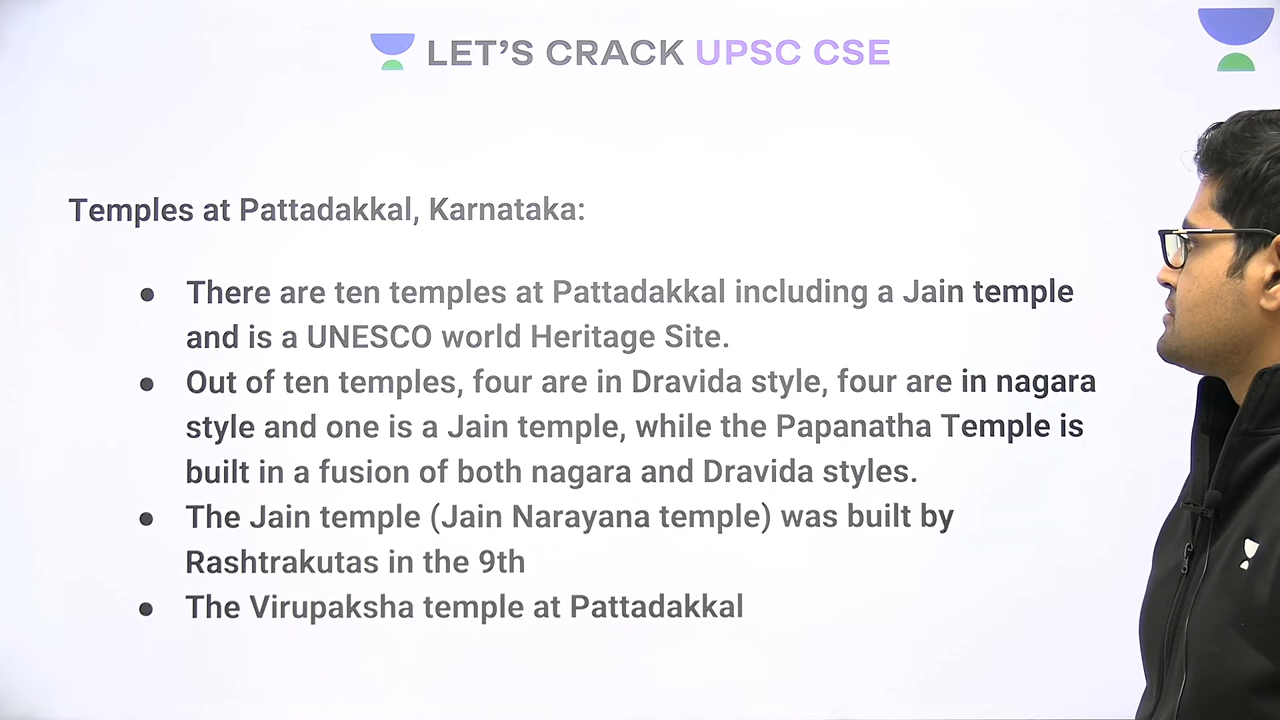 LET'S CRACK UPSC CSE
Temples at Pattadakkal, Karnataka:
● There are ten temples at Pattadakkal including a Jain temple
and is a UNESCO world Heritage Site.
● Out of ten temples, four are in Dravida style, four are in nagara
style and one is a Jain temple, while the Papanatha Temple is
built in a fusion of both nagara and Dravida styles.
● The Jain temple (Jain Narayana temple) was built by
Rashtrakutas in the 9th
● The Virupaksha temple at Pattadakkal